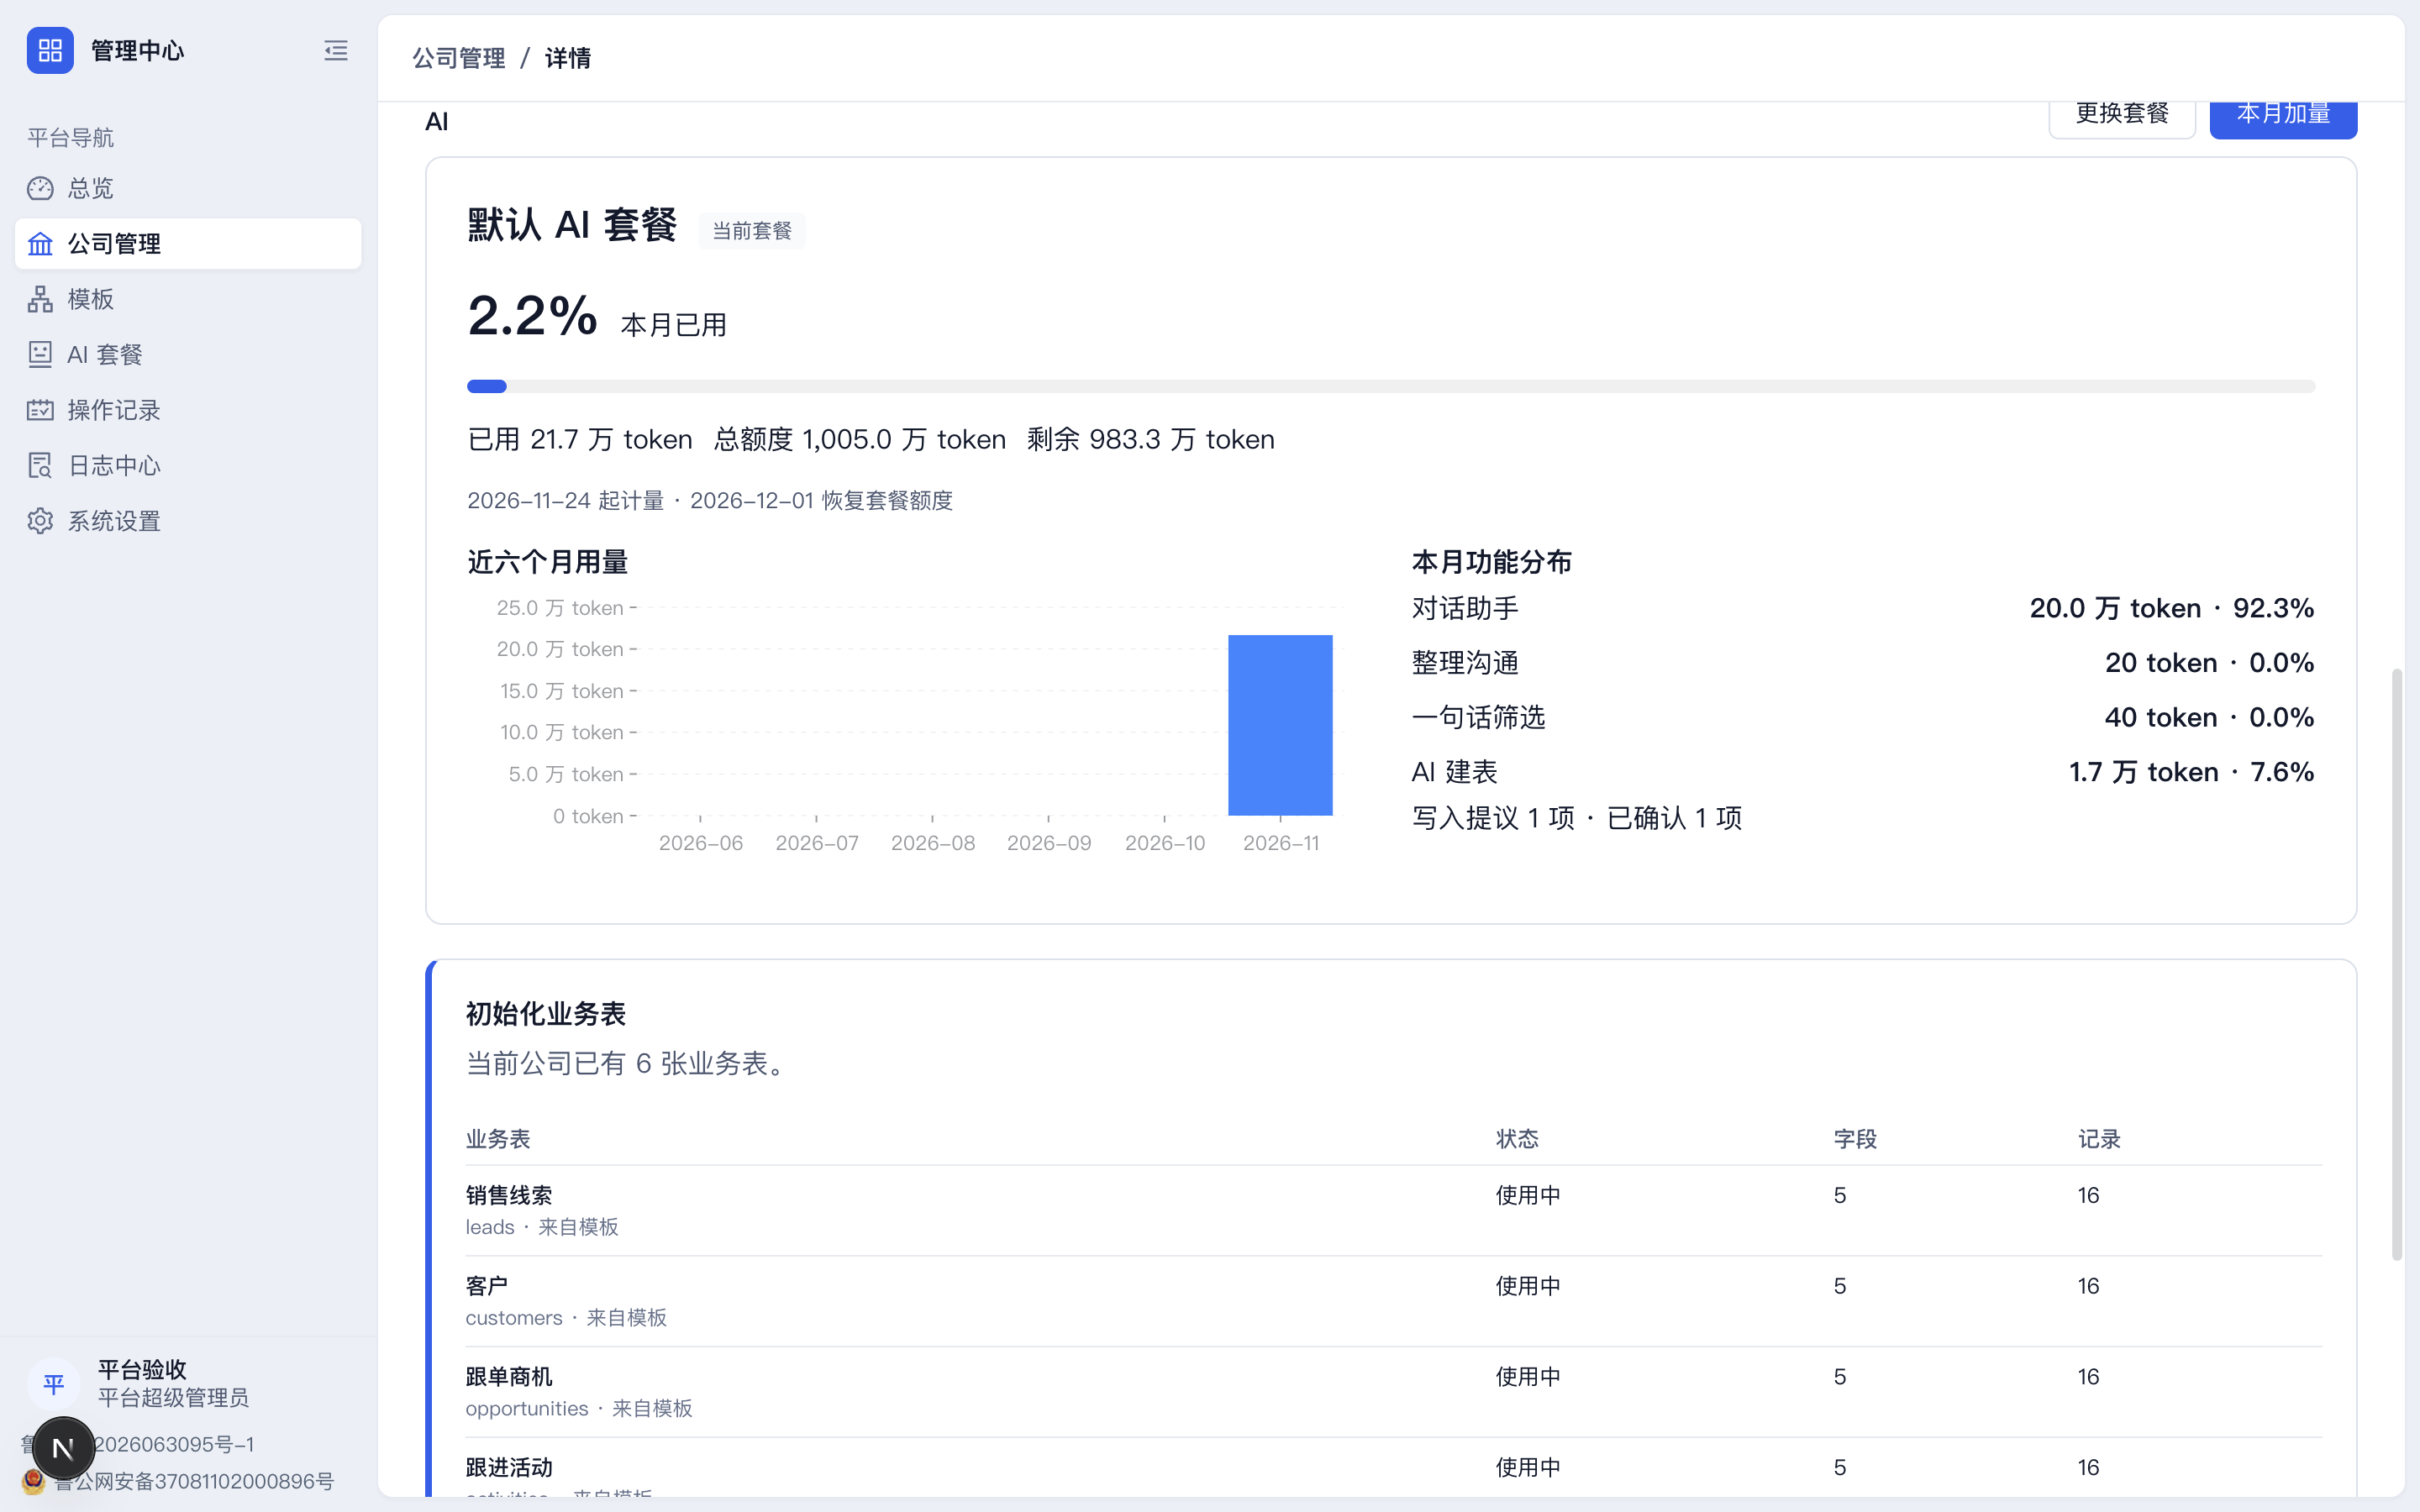 管理中心
平台导航
总览
公司管理
模板
AI 套餐
操作记录
日志中心
系统设置
平
平台验收
平台超级管理员
2026063095号-1
N
鲁公网安备37081102000896号
公司管理 / 详情
AI
更换套餐
本月加量
默认 AI 套餐 当前套餐
2.2% 本月已用
已用 21.7 万 token 总额度 1,005.0 万 token 剩余 983.3 万 token
2026-11-24 起计量 · 2026-12-01 恢复套餐额度
近六个月用量
25.0 万 token
20.0 万 token
15.0 万 token
10.0 万 token
5.0 万 token
0 token
2026-06 2026-07 2026-08 2026-09 2026-10 2026-11
本月功能分布
对话助手 20.0 万 token · 92.3%
整理沟通 20 token · 0.0%
一句话筛选 40 token · 0.0%
AI 建表 1.7 万 token · 7.6%
写入提议 1 项 · 已确认 1 项
初始化业务表
当前公司已有 6 张业务表。
业务表 状态 字段 记录
销售线索 使用中 5 16
leads · 来自模板
客户 使用中 5 16
customers · 来自模板
跟单商机 使用中 5 16
opportunities · 来自模板
跟进活动 使用中 5 16
activities · 来自模板